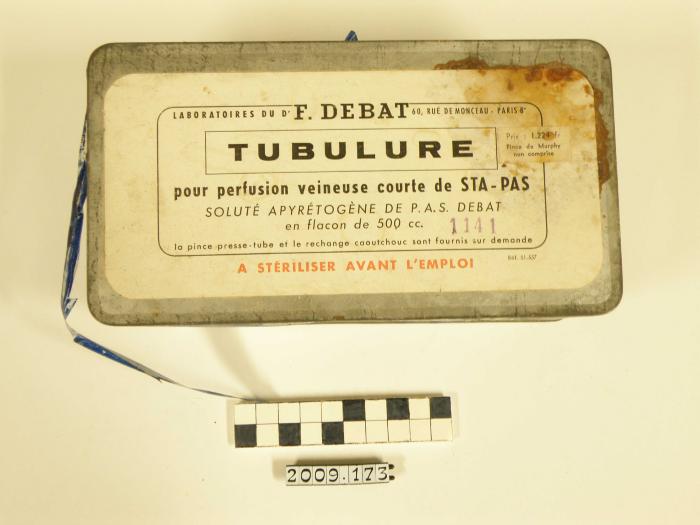 LABORATOIRES DU Dr F. DEBAT 60, RUE DE MONCEAU - PARIS 8e
TUBULURE
Prix : 1.224 fr
Pince de Murphy
non comprise
pour perfusion veineuse courte de STA-PAS
SOLUTÉ APYRÉTOGÈNE DE P.A.S. DEBAT
en flacon de 500 cc. 1141
la pince presse-tube et le rechange caoutchouc sont fournis sur demande
A STÉRILISER AVANT L'EMPLOI
2009.173